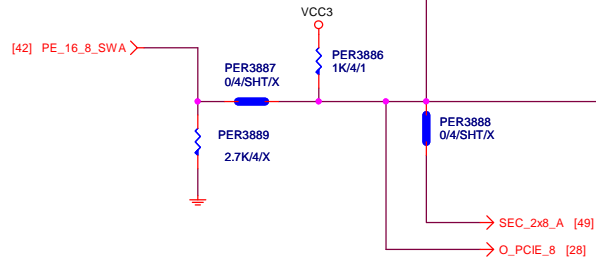 VCC3
[42] PE_16_8_SWA
PER3886
1K/4/1
PER3887
0/4/SHT/X
PER3888
0/4/SHT/X
PER3889
2.7K/4/X
SEC_2x8_A [49]
O_PCIE_8 [28]